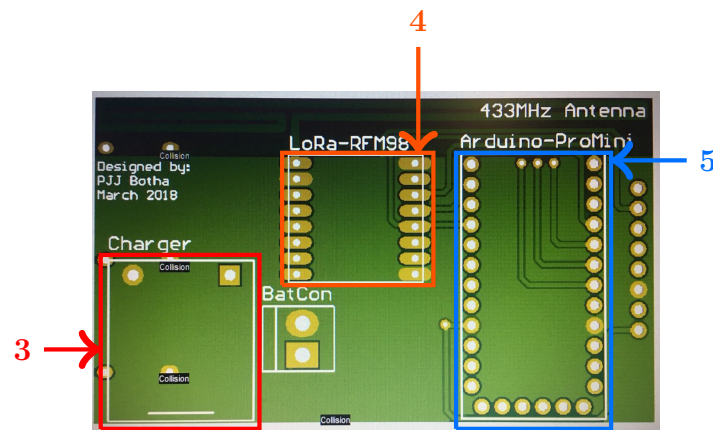 4
433MHz Antenna
LoRa-RFM98
Arduino-ProMini
Collision
5
Designed by:
PJJ Botha
March 2018
Charger
Collision
BatCon
3
Collision
Collision